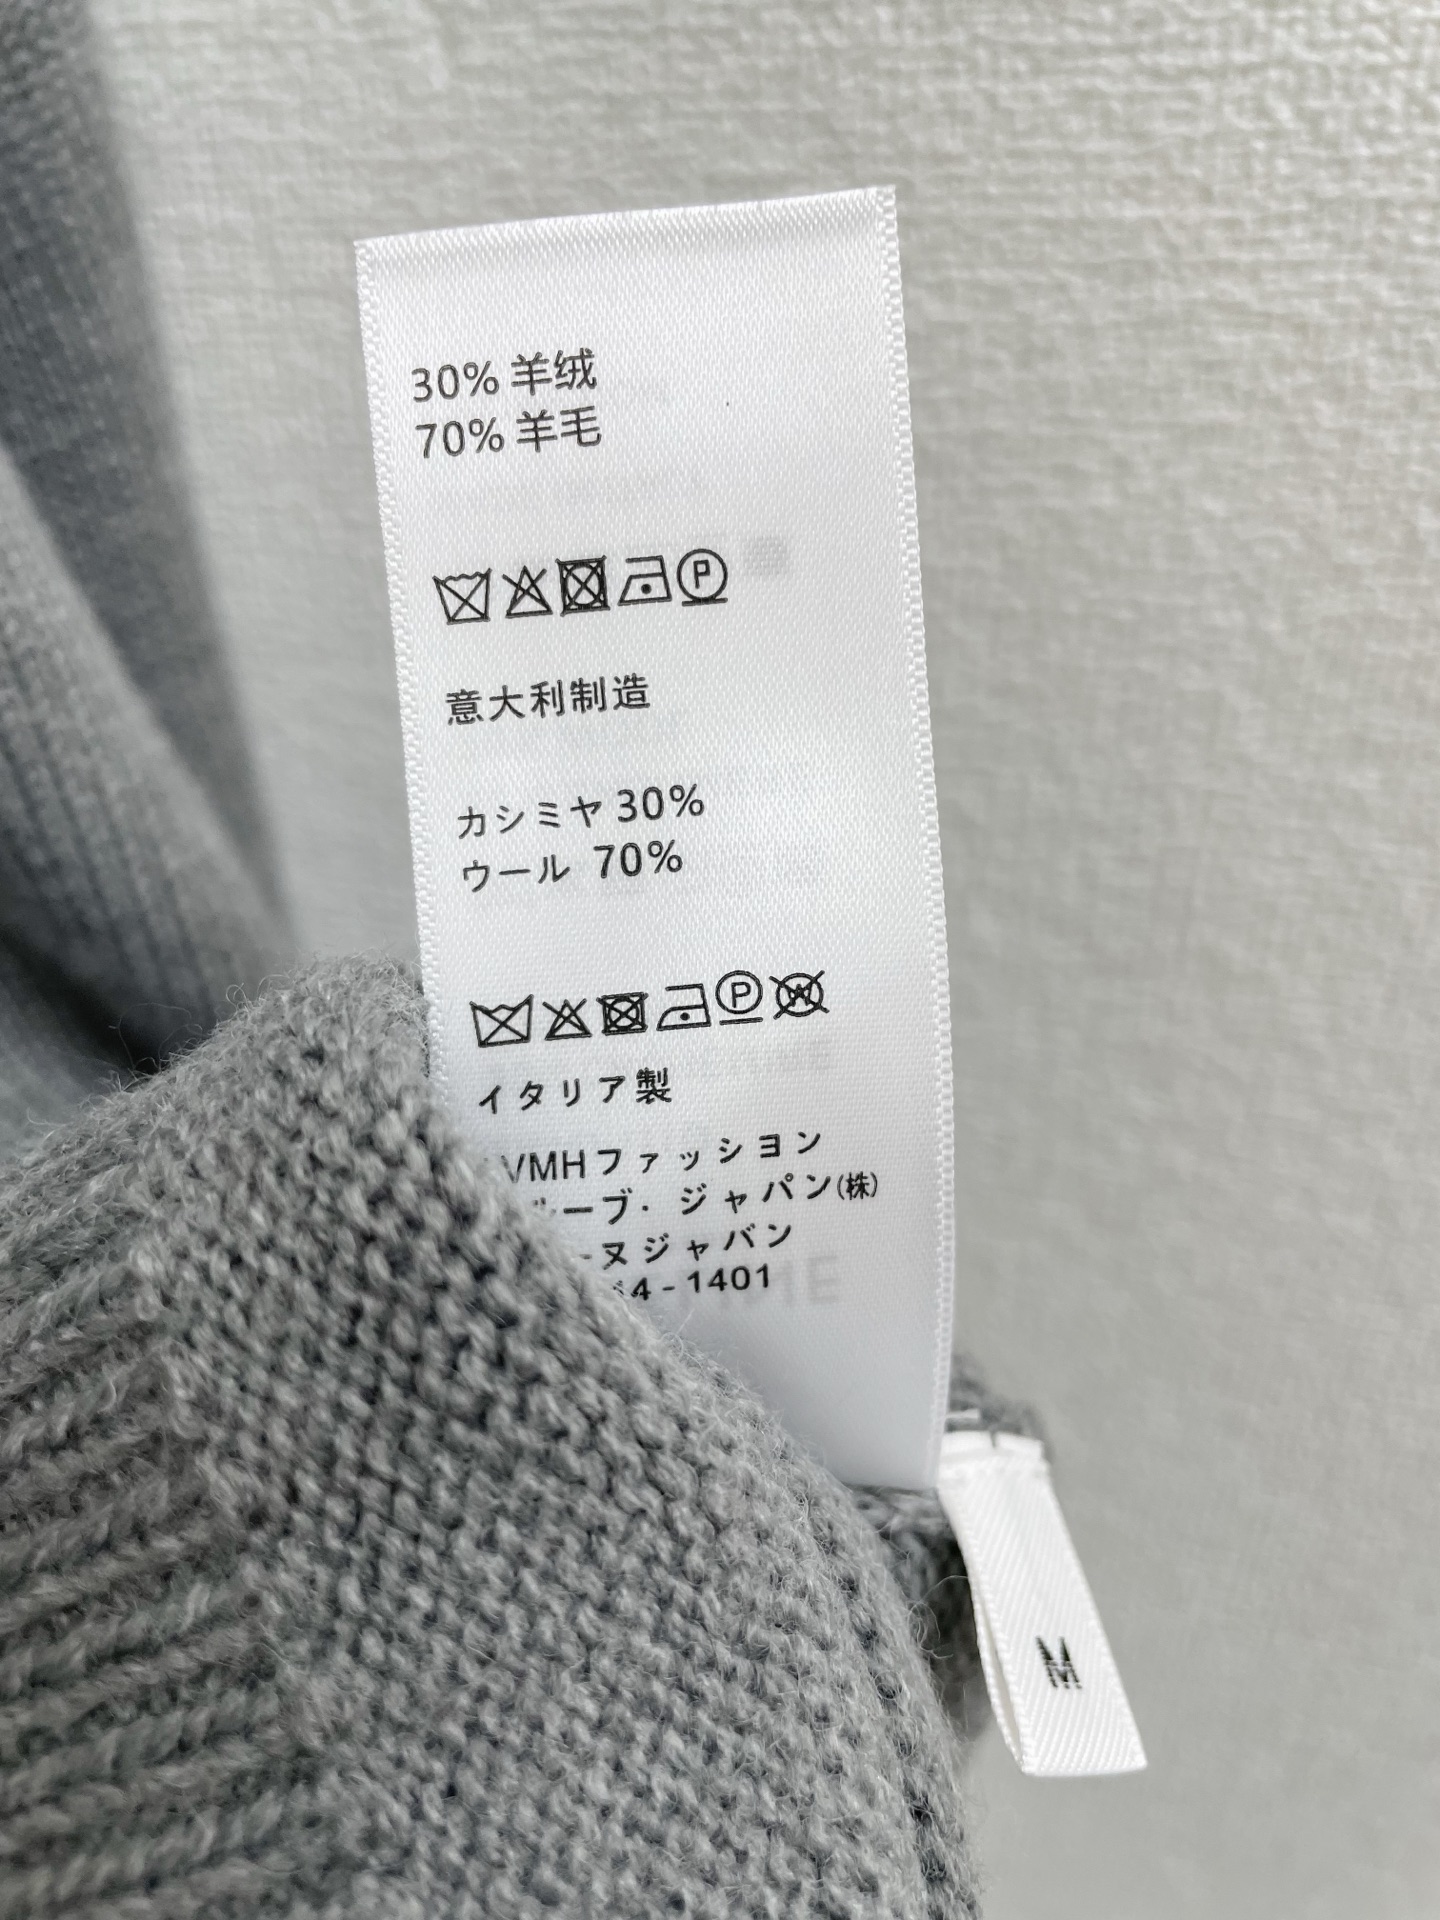 30% 羊绒
70% 羊毛
P
意大利制造
カシミヤ 30%
ウール 70%
P W
イタリア製
VMHファッション
ループ・ジャパン(株)
ーヌジャパン
44-1401
M